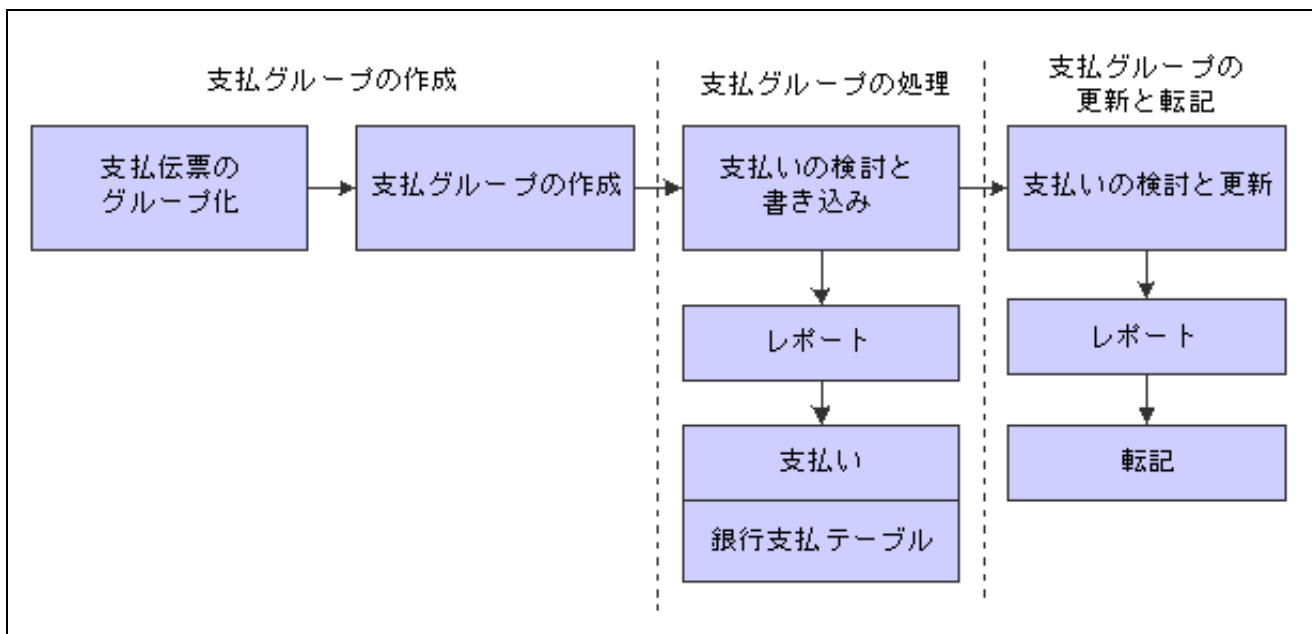 支払グループの作成
支払伝票の
グループ化
支払グループの作成
支払グループの処理
支払いの検討と
書き込み
レポート
支払い
銀行支払テーブル
支払グループの
更新と転記
支払いの検討と更新
レポート
転記